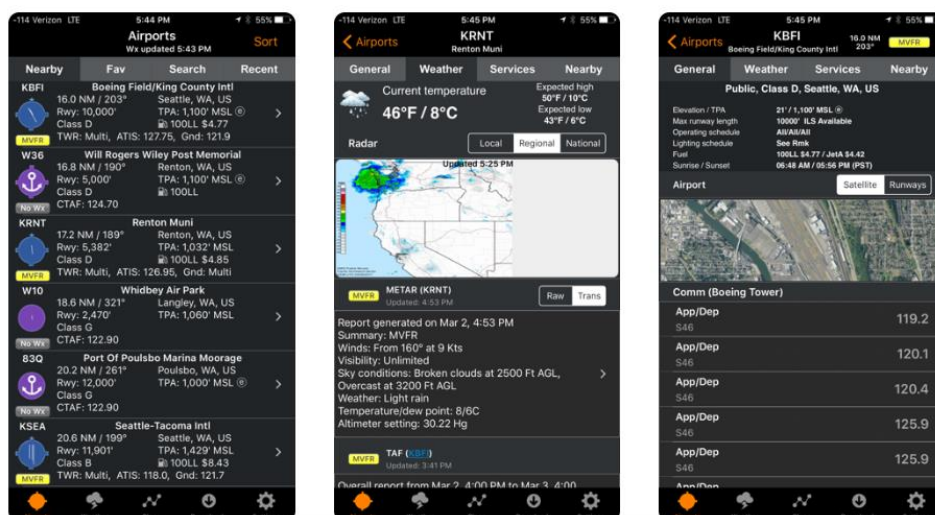 -114 Verizon LTE 5:44 PM 55%
Airports
Wx updated 5:43 PM
Sort
Nearby Fav Search Recent
KBFI Boeing Field/King County Intl
16.0 NM / 203° Seattle, WA, US
Rwy: 10,000' TPA: 1,100' MSL ⓔ
Class D 100LL $4.77
MVFR TWR: Multi, ATIS: 127.75, Gnd: 121.9
W36 Will Rogers Wiley Post Memorial
16.8 NM / 190° Renton, WA, US
Rwy: 5,000' TPA: 1,100' MSL ⓔ
Class D 100LL
No Wx CTAF: 124.70
KRNT Renton Muni
17.2 NM / 189° Renton, WA, US
Rwy: 5,382' TPA: 1,032' MSL
Class D 100LL $4.85
MVFR TWR: Multi, ATIS: 126.95, Gnd: Multi
W10 Whidbey Air Park
18.6 NM / 321° Langley, WA, US
Rwy: 2,470' TPA: 1,060' MSL
Class G
No Wx CTAF: 122.90
83Q Port Of Poulsbo Marina Moorage
20.2 NM / 261° Poulsbo, WA, US
Rwy: 12,000' TPA: 1,000' MSL ⓔ
Class G
No Wx CTAF: 122.90
KSEA Seattle-Tacoma Intl
20.6 NM / 199° Seattle, WA, US
Rwy: 11,901' TPA: 1,429' MSL
Class B 100LL $8.43
MVFR TWR: Multi, ATIS: 118.0, Gnd: 121.7
-114 Verizon LTE 5:45 PM 55%
Airports
KRNT
Renton Muni
General Weather Services Nearby
Current temperature
46°F / 8°C
Expected high
50°F / 10°C
Expected low
43°F / 6°C
Radar Local Regional National
Updated 5:25 PM
MVFR METAR (KRNT)
Updated: 4:53 PM
Raw Trans
Report generated on Mar 2, 4:53 PM
Summary: MVFR
Winds: From 160° at 9 Kts
Visibility: Unlimited
Sky conditions: Broken clouds at 2500 Ft AGL,
Overcast at 3200 Ft AGL
Weather: Light rain
Temperature/dew point: 8/6C
Altimeter setting: 30.22 Hg
MVFR TAF (KBFI)
Updated: 3:41 PM
Overall report from Mar 2, 4:00 PM to Mar 3, 4:00
-114 Verizon LTE 5:45 PM 55%
Airports
KBFI
Boeing Field/King County Intl
16.0 NM
203°
MVFR
General Weather Services Nearby
Public, Class D, Seattle, WA, US
Elevation / TPA 21' / 1,100' MSL ⓔ
Max runway length 10000' ILS Available
Operating schedule All/All/All
Lighting schedule See Rmk
Fuel 100LL $4.77 / JetA $4.42
Sunrise / Sunset 06:48 AM / 05:56 PM (PST)
Airport Satellite Runways
Comm (Boeing Tower)
App/Dep
S46
119.2
App/Dep
S46
120.1
App/Dep
S46
120.4
App/Dep
S46
125.9
App/Dep
S46
125.9
App/Dep